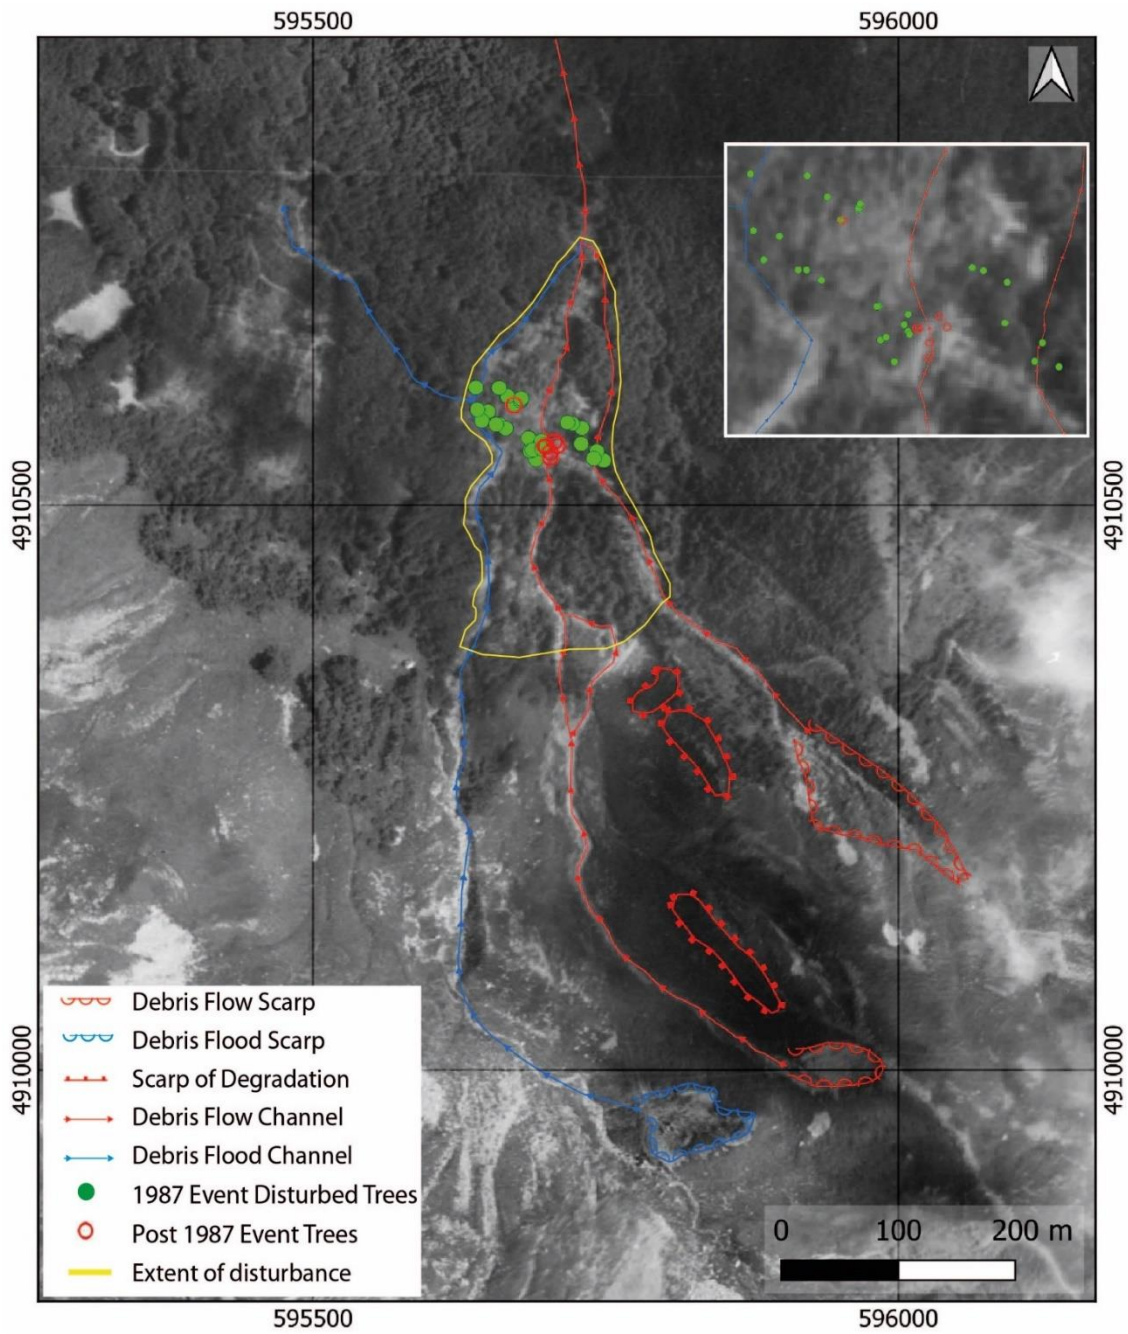 595500 596000
4910500
4910500
4910000
4910000
Debris Flow Scarp
Debris Flood Scarp
Scarp of Degradation
Debris Flow Channel
Debris Flood Channel
1987 Event Disturbed Trees
Post 1987 Event Trees
Extent of disturbance
0 100 200 m
595500 596000